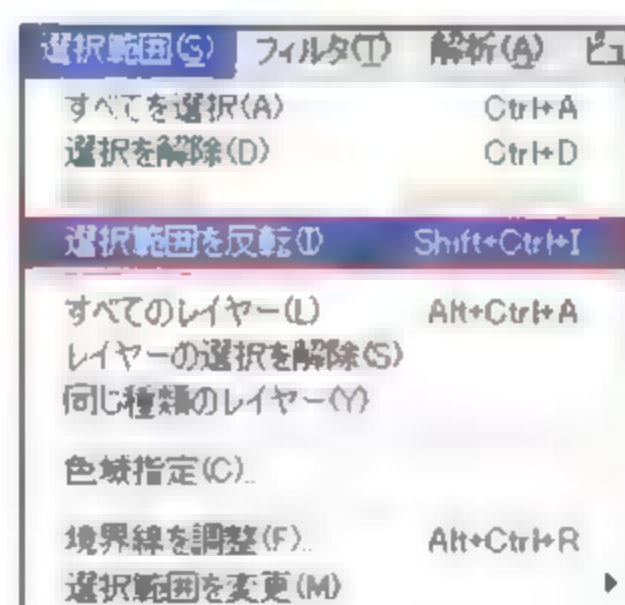 選択範囲(S) フィルタ(T) 解析(A) ビュ
すべてを選択(A) Ctrl+A
選択を解除(D) Ctrl+D
選択範囲を反転(I) Shift+Ctrl+I
すべてのレイヤー(L) Alt+Ctrl+A
レイヤーの選択を解除(S)
同じ種類のレイヤー(Y)
色域指定(C)...
境界線を調整(F)... Alt+Ctrl+R
選択範囲を変更(M)